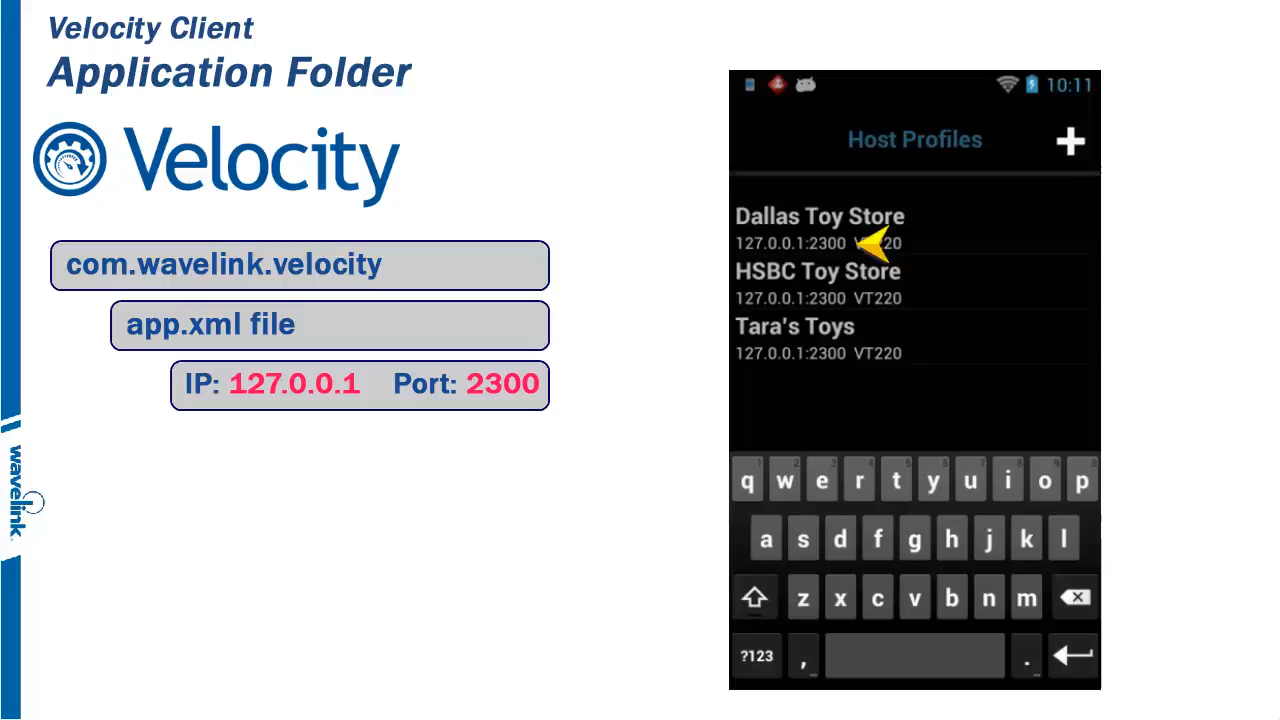 Velocity Client
Application Folder
Velocity
com.wavelink.velocity
app.xml file
IP: 127.0.0.1 Port: 2300
wavelink
10:11
Host Profiles
Dallas Toy Store
127.0.0.1:2300
HSBC Toy Store
127.0.0.1:2300 VT220
Tara's Toys
127.0.0.1:2300 VT220
q w e r t y u i o p
a s d f g h j k l
z x c v b n m
?123 , .